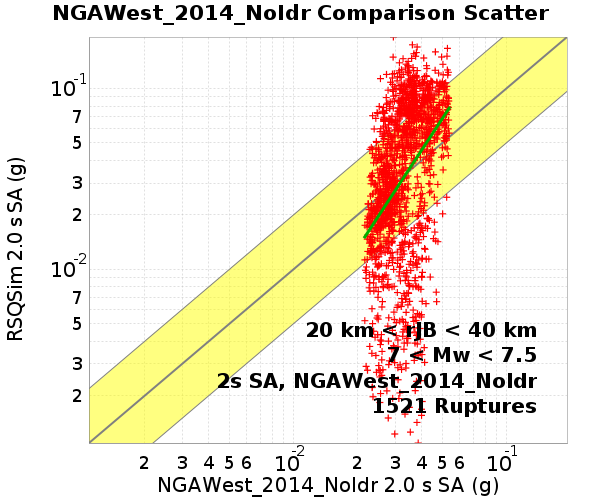 NGAWest_2014_NoIdr Comparison Scatter
RSQSim 2.0 s SA (g)
10⁻¹
7
5
3
2
10⁻²
7
5
3
2
20 km < rJB < 40 km
7 < Mw < 7.5
2s SA, NGAWest_2014_NoIdr
1521 Ruptures
2 3 4 5 6 10⁻² 2 3 4 5 6 10⁻¹
NGAWest_2014_NoIdr 2.0 s SA (g)